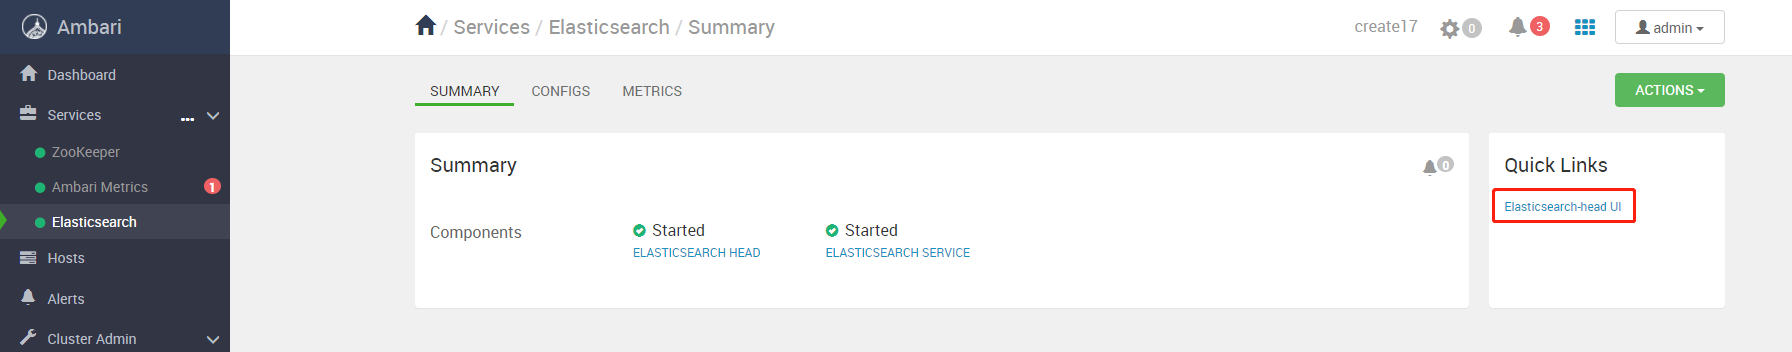 Ambari
/ Services / Elasticsearch / Summary
create17
0
3
admin
Dashboard
Services
...
ZooKeeper
Ambari Metrics
1
Elasticsearch
Hosts
Alerts
Cluster Admin
SUMMARY
CONFIGS
METRICS
ACTIONS
Summary
0
Components
Started
ELASTICSEARCH HEAD
Started
ELASTICSEARCH SERVICE
Quick Links
Elasticsearch-head UI